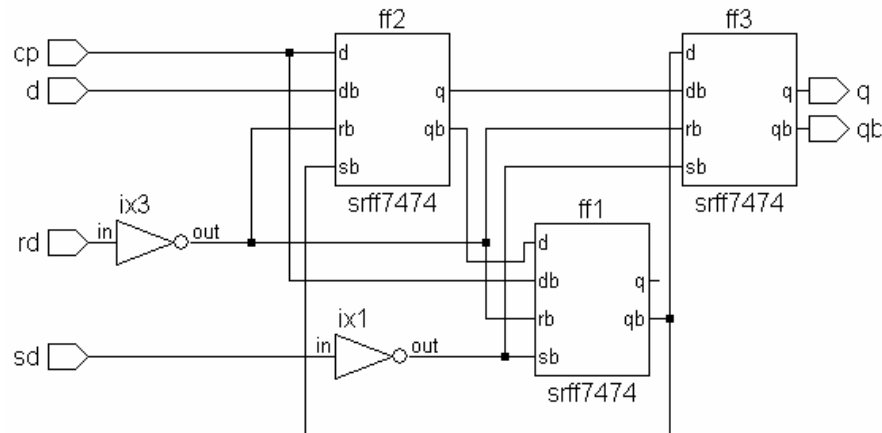 ff2
ff3
cp
d
d
d
db
db
q
q
q
d
rb
qb
rb
qb
qb
sb
sb
srff7474
srff7474
ix3
ff1
rd
in
out
d
db
q
ix1
rb
qb
sd
in
out
sb
srff7474